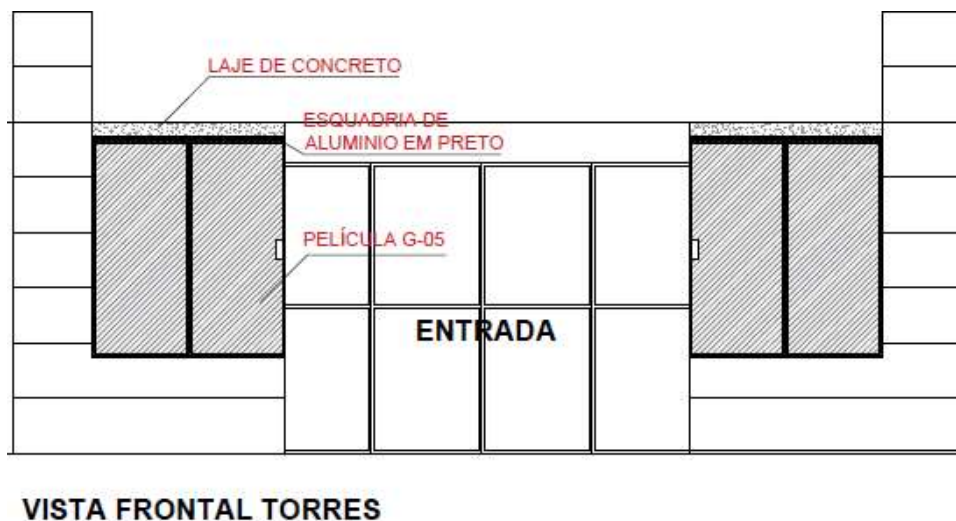 LAJE DE CONCRETO
ESQUADRIA DE
ALUMINIO EM PRETO
PELÍCULA G-05
ENTRADA
VISTA FRONTAL TORRES